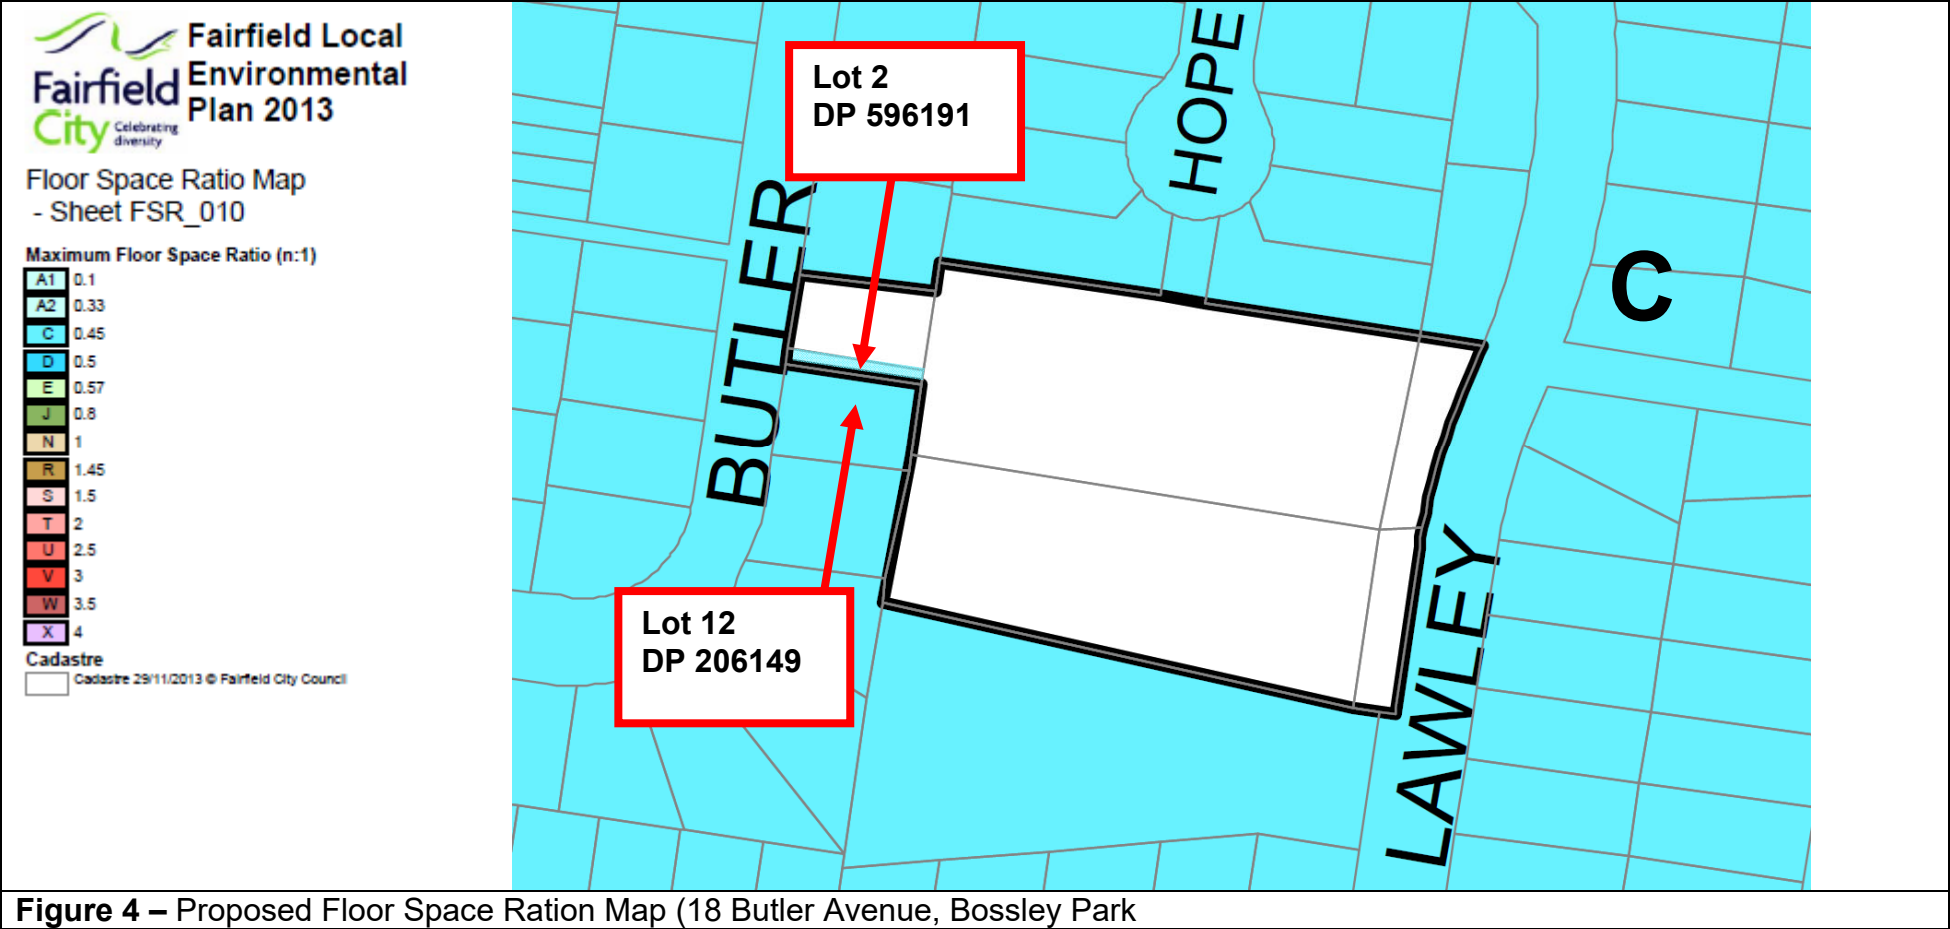 Fairfield
City
Celebrating
diversity
Fairfield Local
Environmental
Plan 2013
Floor Space Ratio Map
- Sheet FSR_010
Maximum Floor Space Ratio (n:1)
A1 0.1
A2 0.33
C 0.45
D 0.5
E 0.57
J 0.8
N 1
R 1.45
S 1.5
T 2
U 2.5
V 3
W 3.5
X 4
Cadastre
Cadastre 29/11/2013 © Fairfield City Council
Lot 2
DP 596191
HOPE
BUTLER
C
Lot 12
DP 206149
LAWLEY
Figure 4 – Proposed Floor Space Ration Map (18 Butler Avenue, Bossley Park